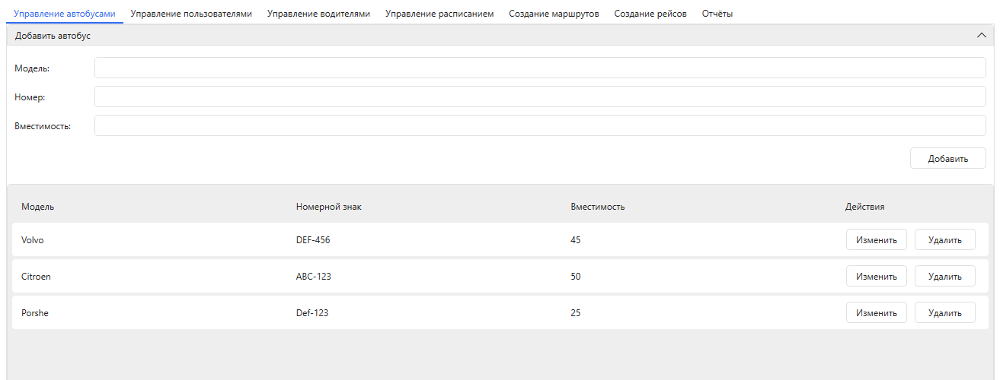 Управление автобусами Управление пользователями Управление водителями Управление расписанием Создание маршрутов Создание рейсов Отчёты
Добавить автобус
Модель:
Номер:
Вместимость:
Добавить
Модель Номерной знак Вместимость Действия
Volvo DEF-456 45 Изменить Удалить
Citroen ABC-123 50 Изменить Удалить
Porshe Def-123 25 Изменить Удалить